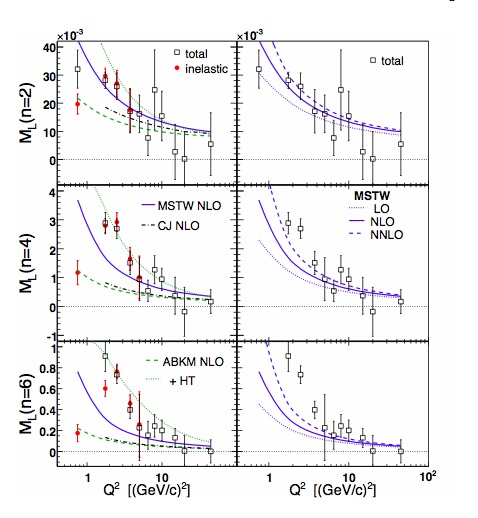 ×10⁻³
×10⁻³
40
30
20
10
0
M_L(n=2)
total
inelastic
total
4
3
2
1
0
-1
M_L(n=4)
MSTW NLO
CJ NLO
MSTW
LO
NLO
NNLO
1
0.8
0.6
0.4
0.2
0
M_L(n=6)
ABKM NLO
+ HT
1
10
1
10
10²
Q² [(GeV/c)²]
Q² [(GeV/c)²]